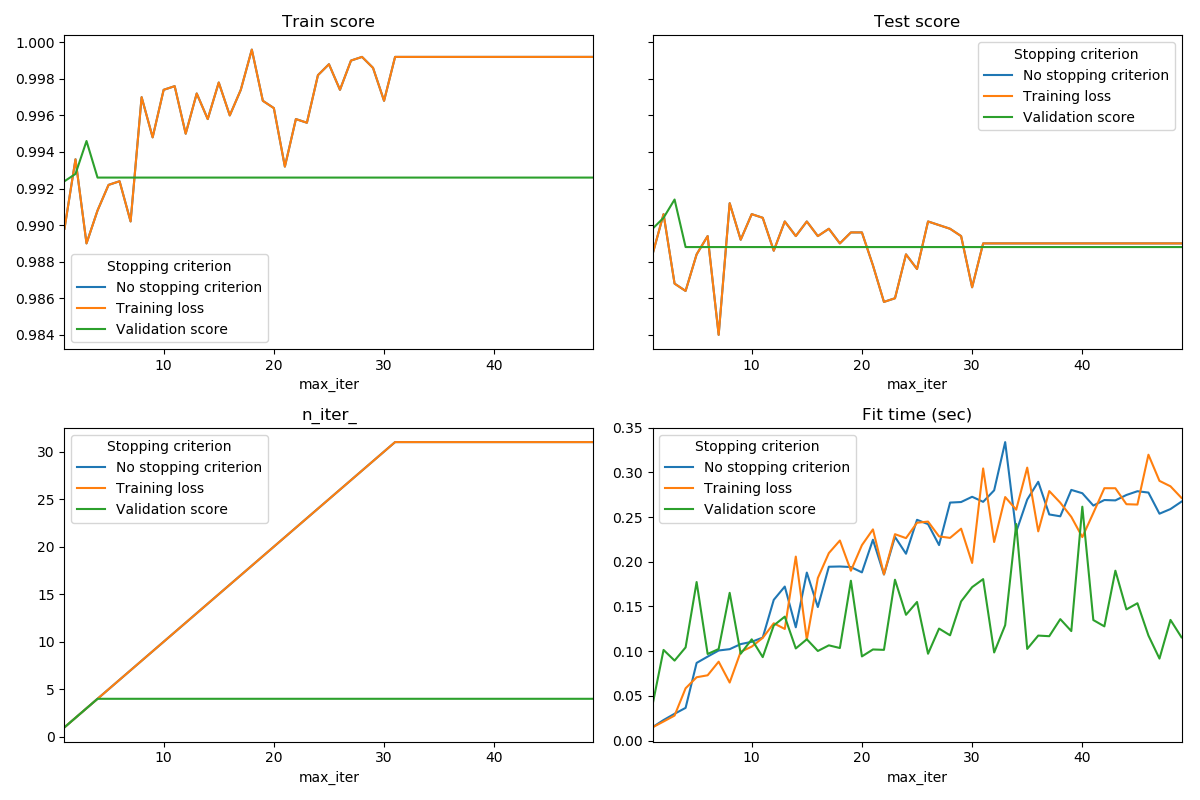 Train score
1.000
0.998
0.996
0.994
0.992
0.990
0.988
0.986
0.984
Stopping criterion
No stopping criterion
Training loss
Validation score
10 20 30 40
max_iter
Test score
Stopping criterion
No stopping criterion
Training loss
Validation score
10 20 30 40
max_iter
n_iter_
30
25
20
15
10
5
0
Stopping criterion
No stopping criterion
Training loss
Validation score
10 20 30 40
max_iter
Fit time (sec)
0.35
0.30
0.25
0.20
0.15
0.10
0.05
0.00
Stopping criterion
No stopping criterion
Training loss
Validation score
10 20 30 40
max_iter